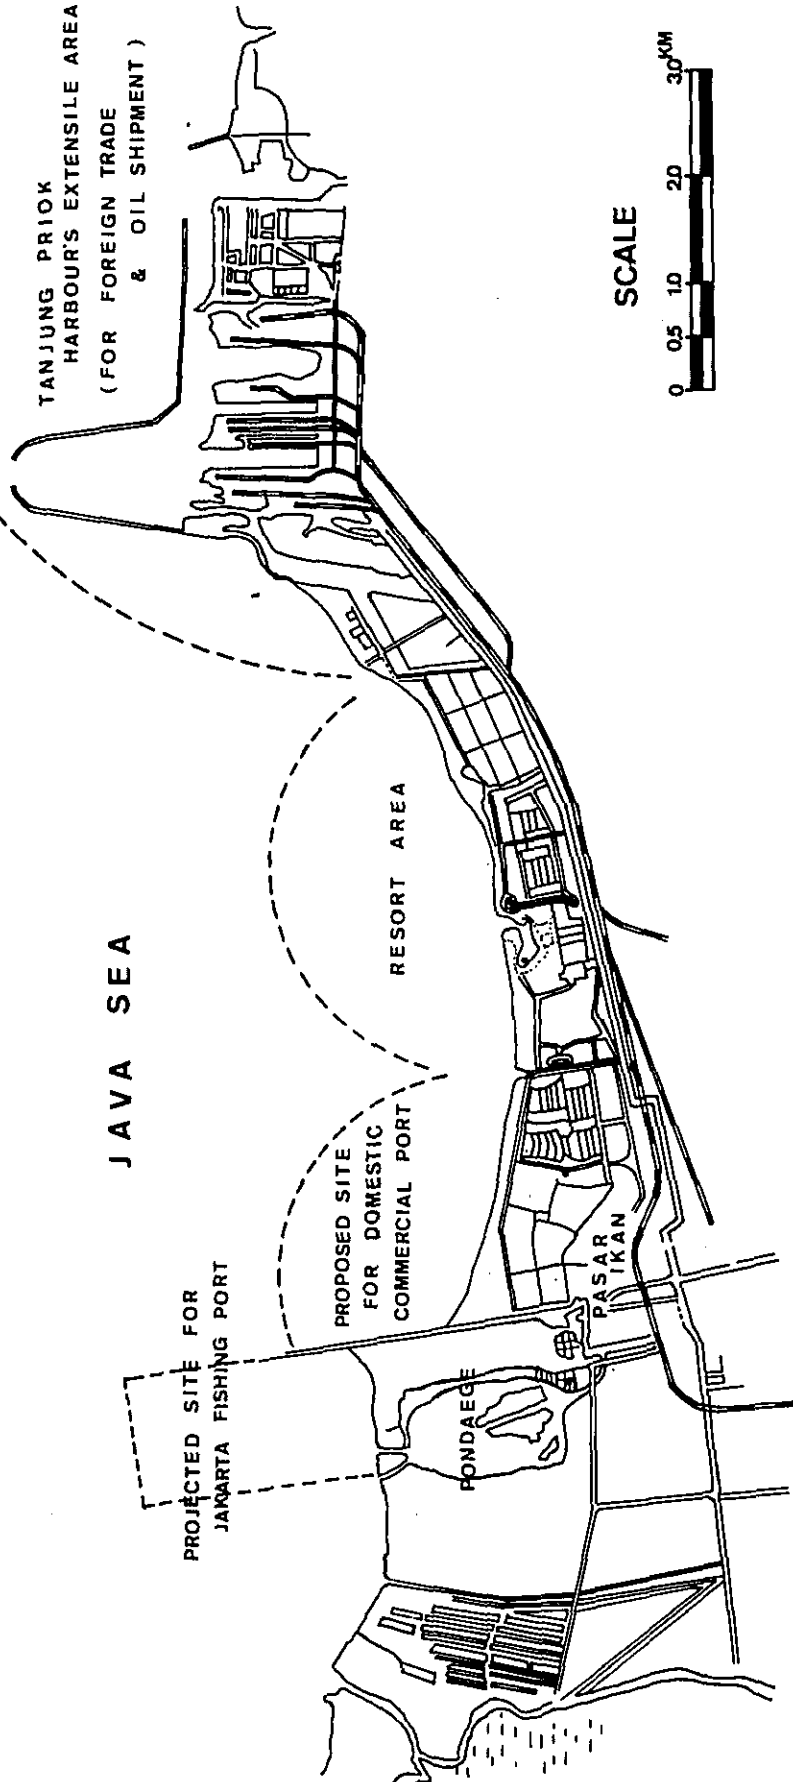 TANJUNG PRIOK
HARBOUR'S EXTENSILE AREA
(FOR FOREIGN TRADE
& OIL SHIPMENT)
JAVA SEA
RESORT AREA
PROPOSED SITE
FOR DOMESTIC
COMMERCIAL PORT
PROJECTED SITE FOR
JAKARTA FISHING PORT
PONDAEGE
PASAR
IKAN
SCALE
0 0.5 1.0 2.0 3.0 KM